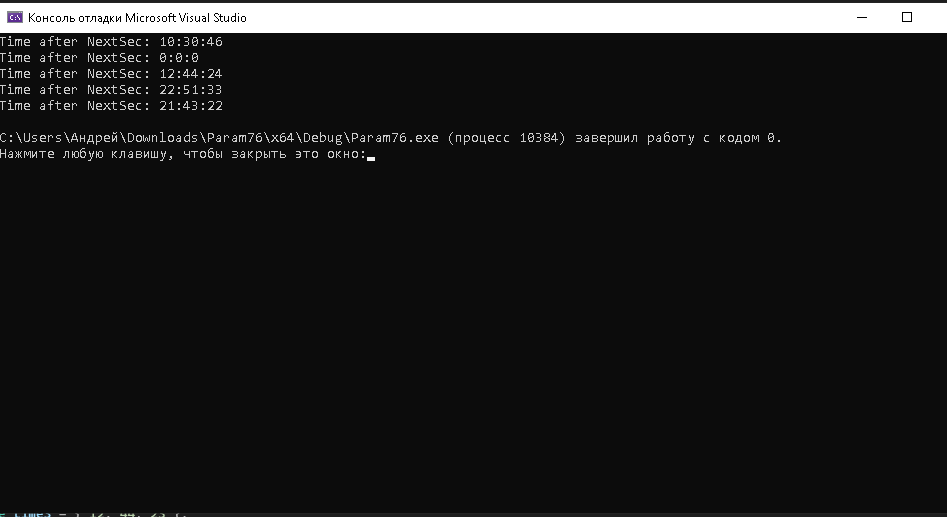 Консоль отладки Microsoft Visual Studio
Time after NextSec: 10:30:46
Time after NextSec: 0:0:0
Time after NextSec: 12:44:24
Time after NextSec: 22:51:33
Time after NextSec: 21:43:22
C:\Users\Андрей\Downloads\Param76\x64\Debug\Param76.exe (процесс 10384) завершил работу с кодом 0.
Нажмите любую клавишу, чтобы закрыть это окно: